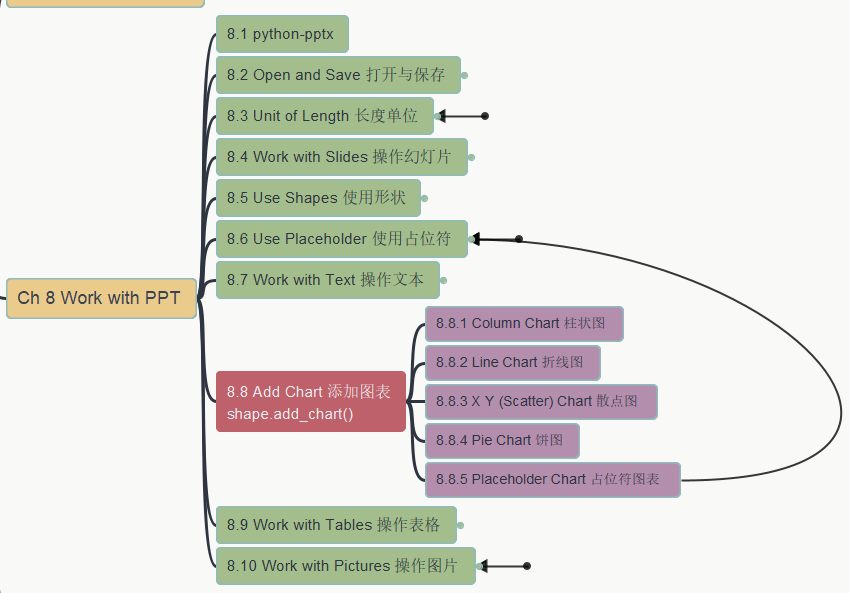 8.1 python-pptx
8.2 Open and Save 打开与保存
8.3 Unit of Length 长度单位
8.4 Work with Slides 操作幻灯片
8.5 Use Shapes 使用形状
8.6 Use Placeholder 使用占位符
8.7 Work with Text 操作文本
Ch 8 Work with PPT
8.8 Add Chart 添加图表
shape.add_chart()
8.8.1 Column Chart 柱状图
8.8.2 Line Chart 折线图
8.8.3 X Y (Scatter) Chart 散点图
8.8.4 Pie Chart 饼图
8.8.5 Placeholder Chart 占位符图表
8.9 Work with Tables 操作表格
8.10 Work with Pictures 操作图片